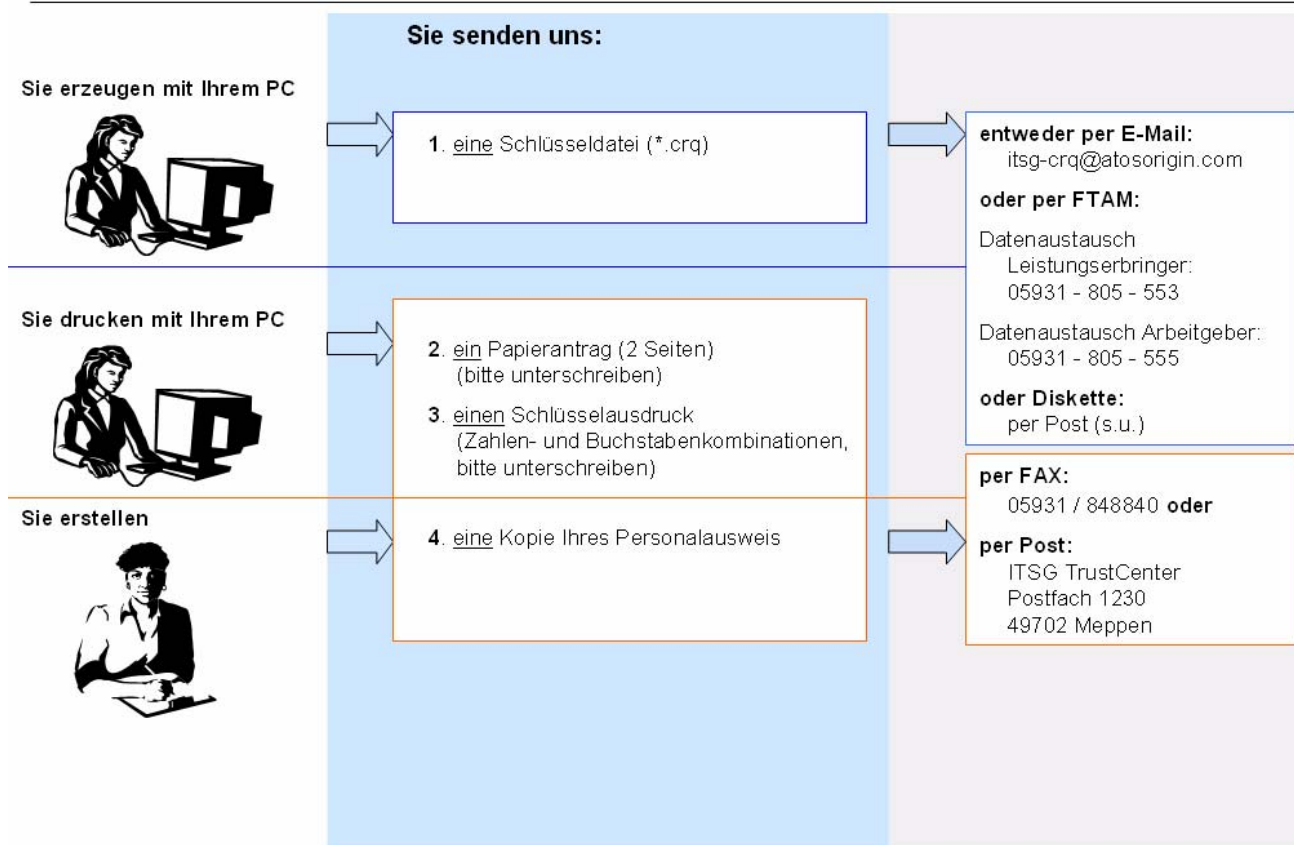 Sie senden uns:
Sie erzeugen mit Ihrem PC
1. eine Schlüsseldatei (*.crq)
entweder per E-Mail:
itsg-crq@atosorigin.com
oder per FTAM:
Datenaustausch
Leistungserbringer:
05931 - 805 - 553
Datenaustausch Arbeitgeber:
05931 - 805 - 555
oder Diskette:
per Post (s.u.)
Sie drucken mit Ihrem PC
2. ein Papierantrag (2 Seiten)
(bitte unterschreiben)
3. einen Schlüsselausdruck
(Zahlen- und Buchstabenkombinationen,
bitte unterschreiben)
Sie erstellen
4. eine Kopie Ihres Personalausweis
per FAX:
05931 / 848840 oder
per Post:
ITSG TrustCenter
Postfach 1230
49702 Meppen